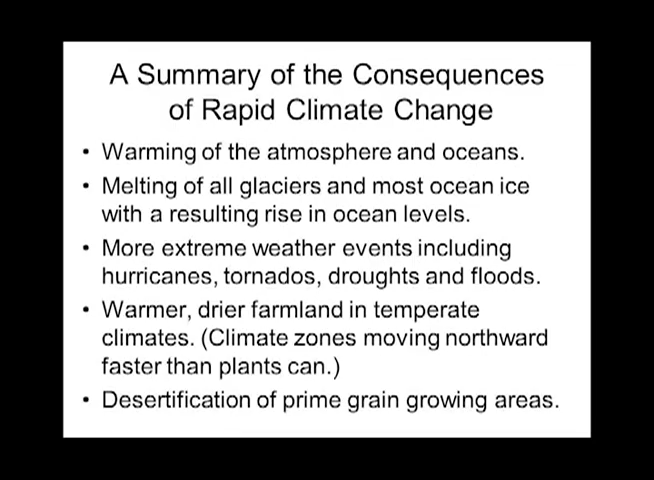 A Summary of the Consequences
of Rapid Climate Change
• Warming of the atmosphere and oceans.
• Melting of all glaciers and most ocean ice
with a resulting rise in ocean levels.
• More extreme weather events including
hurricanes, tornados, droughts and floods.
• Warmer, drier farmland in temperate
climates. (Climate zones moving northward
faster than plants can.)
• Desertification of prime grain growing areas.